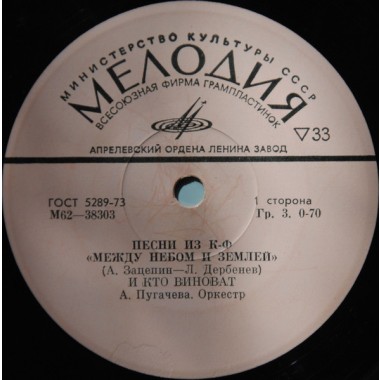 МИНИСТЕРСТВО КУЛЬТУРЫ СССР
МЕЛОДИЯ
ВСЕСОЮЗНАЯ ФИРМА ГРАМПЛАСТИНОК
▽33
АПРЕЛЕВСКИЙ ОРДЕНА ЛЕНИНА ЗАВОД
ГОСТ 5289-73
М62—38303
1 сторона
Гр. 3. 0-70
ПЕСНИ ИЗ К-Ф
«МЕЖДУ НЕБОМ И ЗЕМЛЕЙ»
(А. Зацепин—Л. Дербенев)
И КТО ВИНОВАТ
А. Пугачева. Оркестр